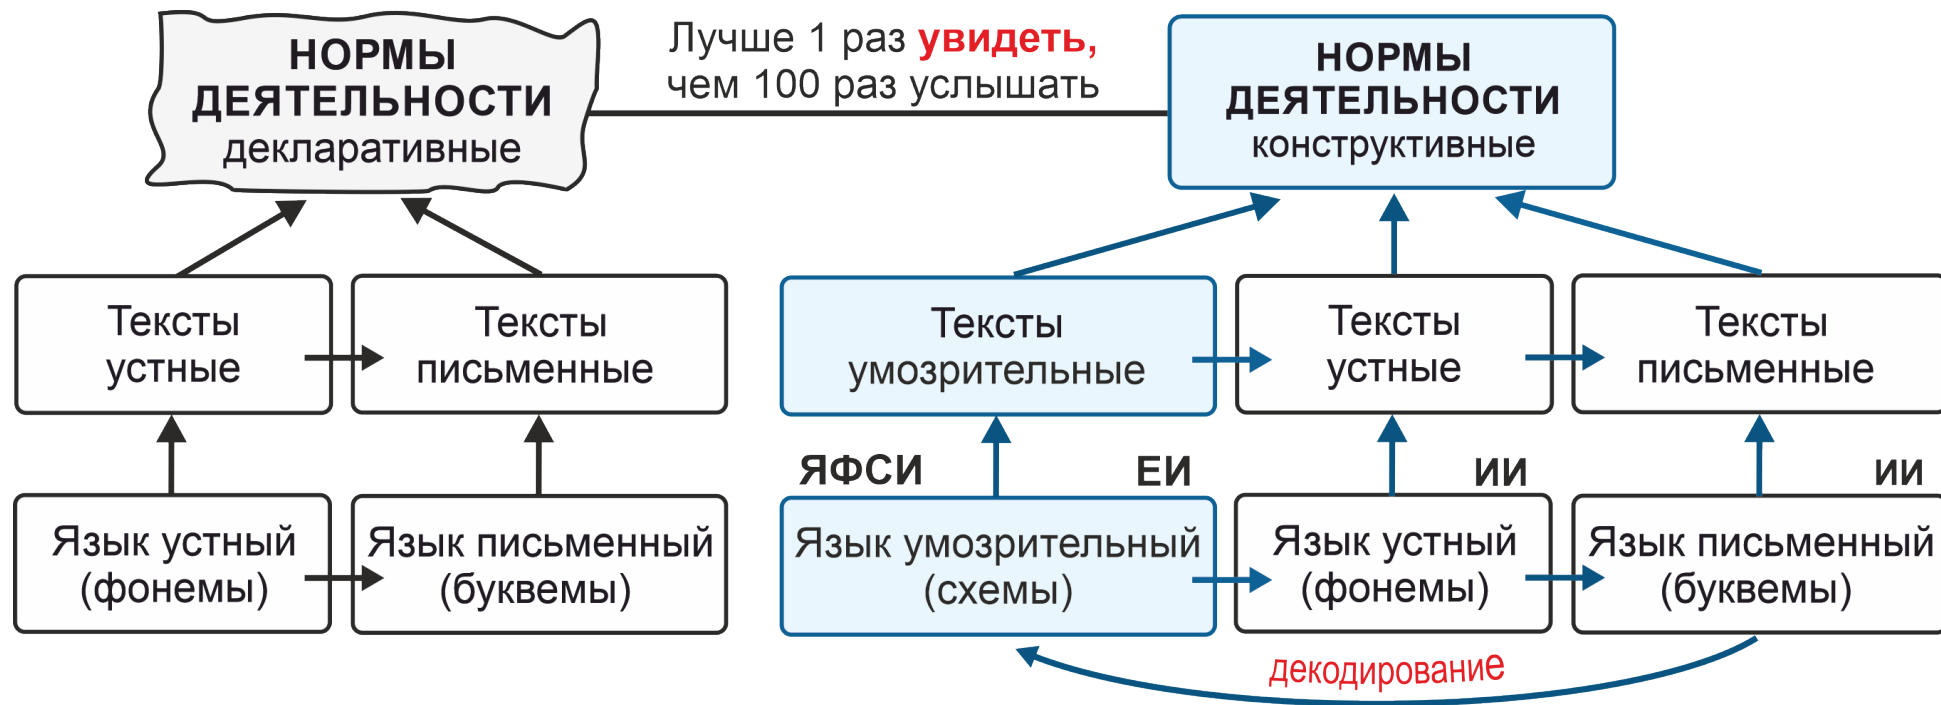 НОРМЫ
ДЕЯТЕЛЬНОСТИ
декларативные
Лучше 1 раз увидеть,
чем 100 раз услышать
НОРМЫ
ДЕЯТЕЛЬНОСТИ
конструктивные
Тексты
устные
Тексты
письменные
Тексты
умозрительные
Тексты
устные
Тексты
письменные
ЯФСИ
ЕИ
ИИ
ИИ
Язык устный
(фонемы)
Язык письменный
(буквемы)
Язык умозрительный
(схемы)
Язык устный
(фонемы)
Язык письменный
(буквемы)
декодирование